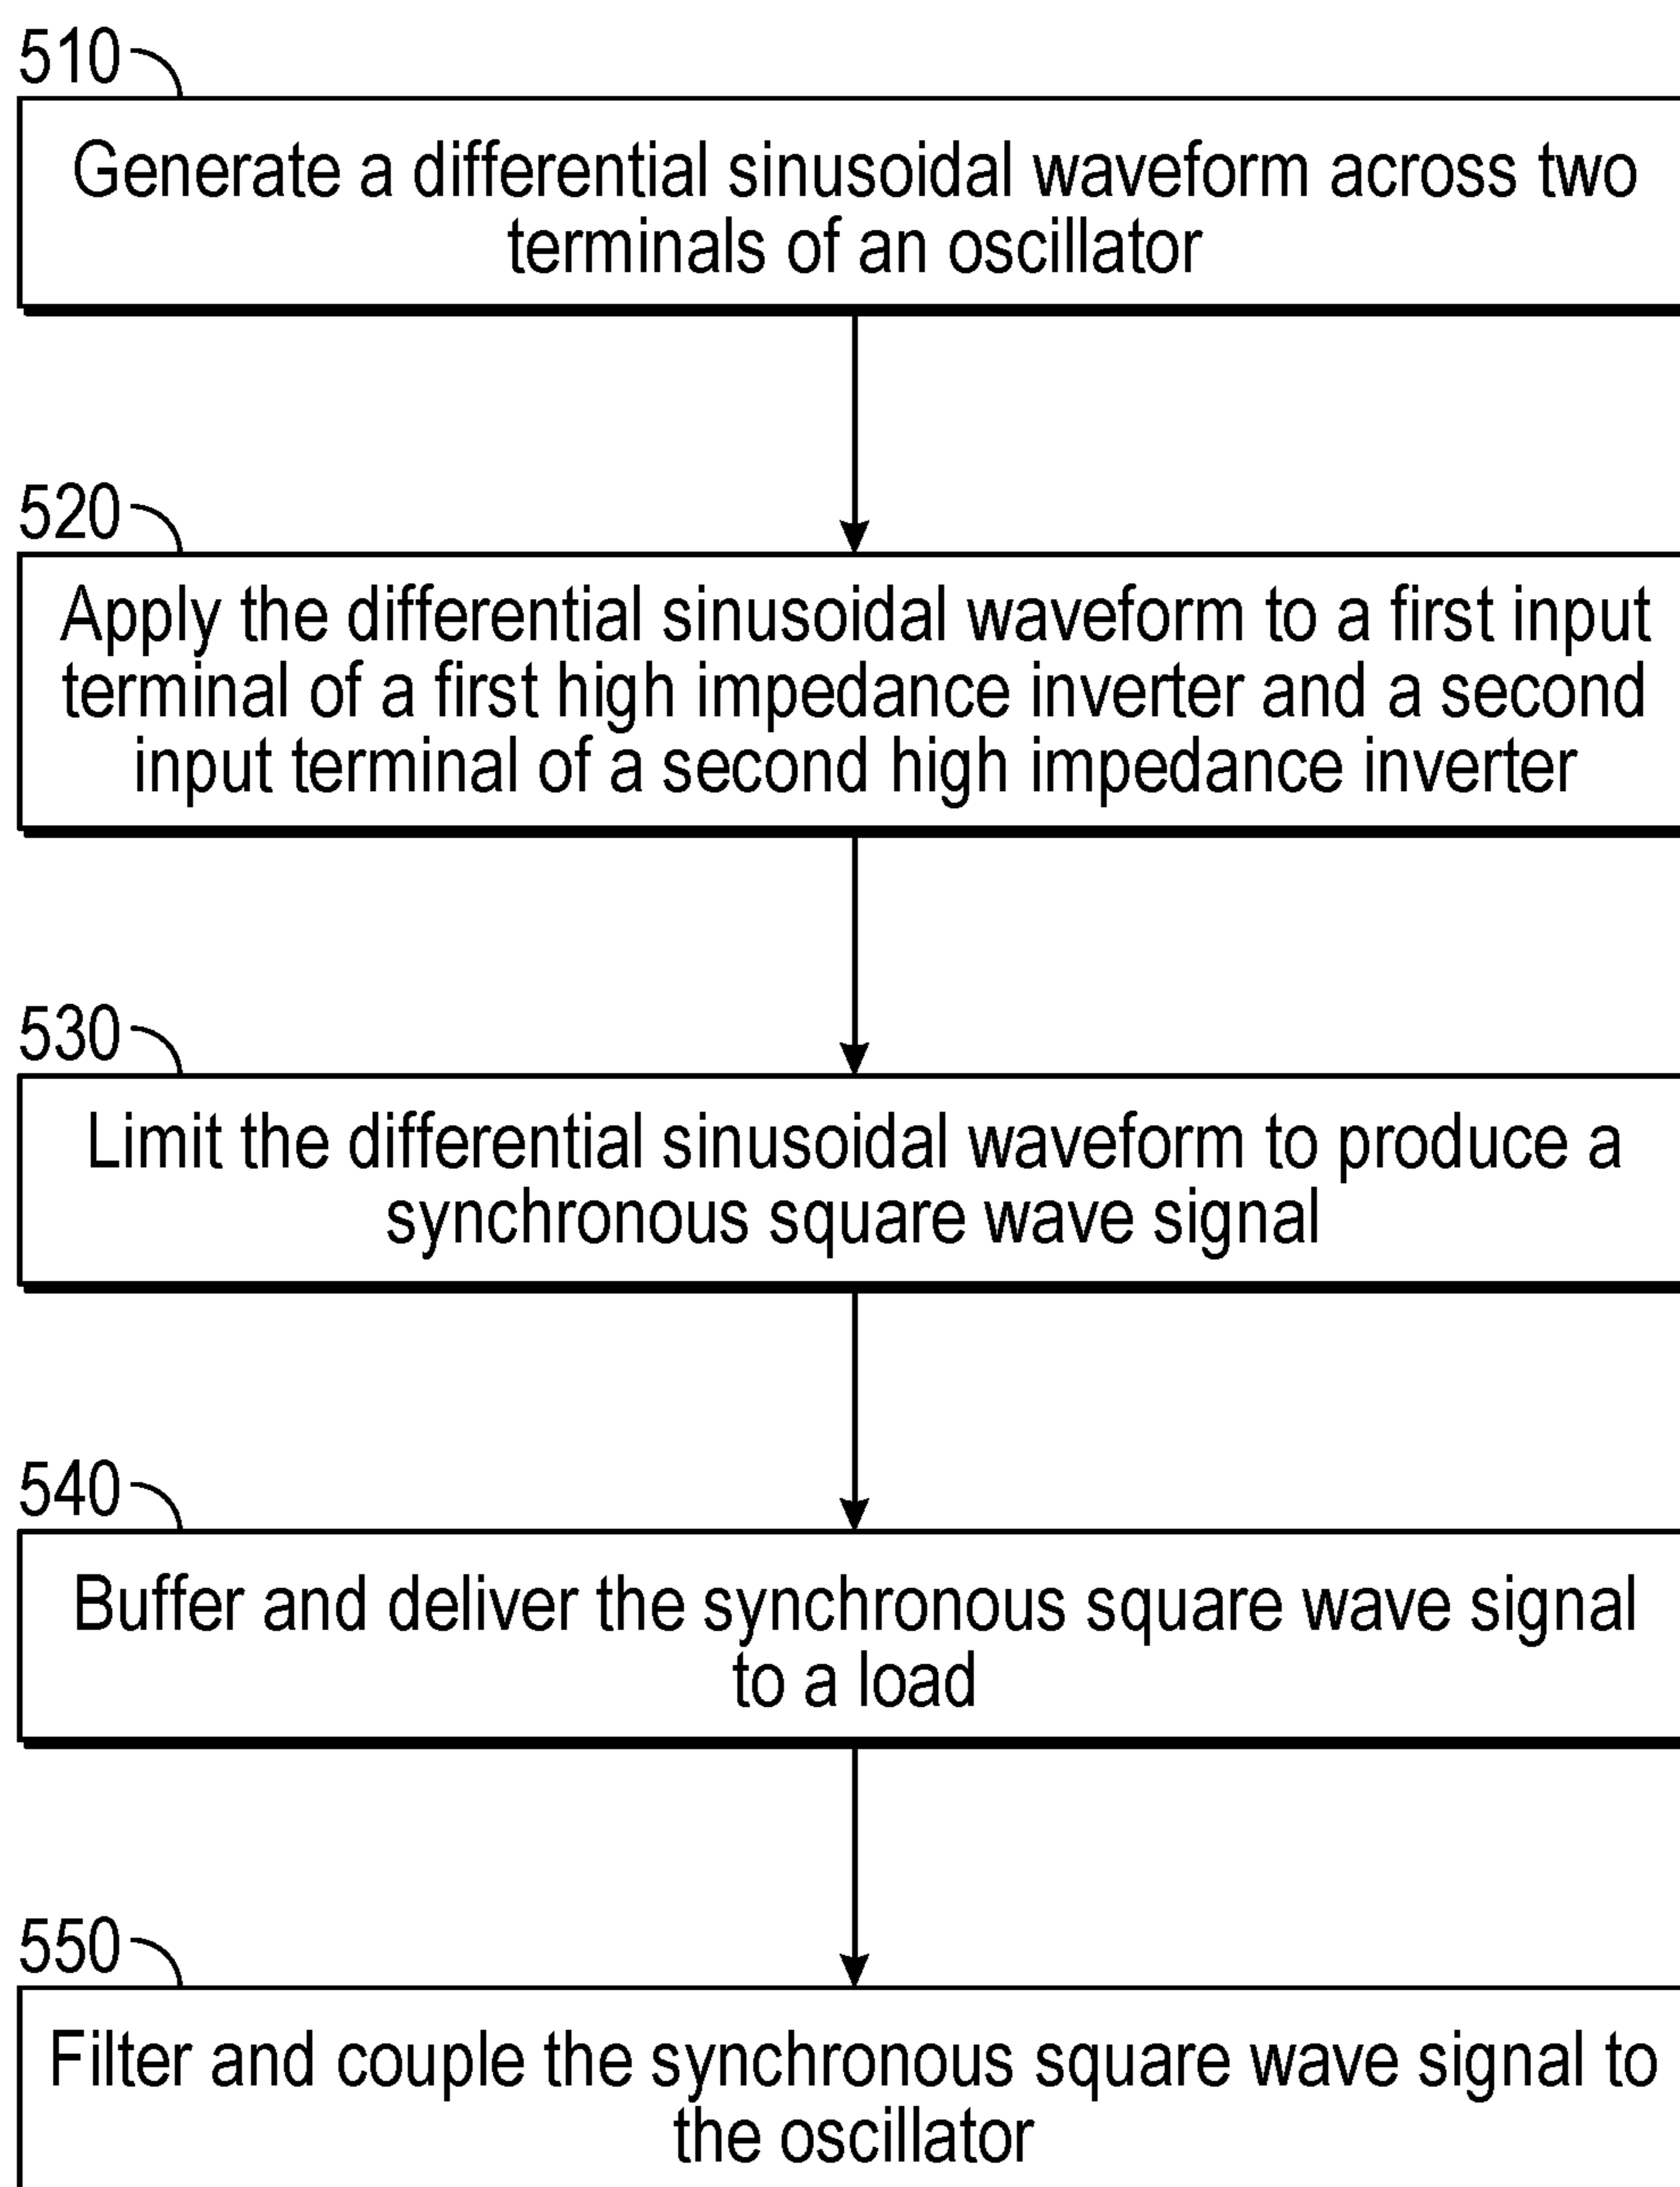 510
Generate a differential sinusoidal waveform across two
terminals of an oscillator
520
Apply the differential sinusoidal waveform to a first input
terminal of a first high impedance inverter and a second
input terminal of a second high impedance inverter
530
Limit the differential sinusoidal waveform to produce a
synchronous square wave signal
540
Buffer and deliver the synchronous square wave signal
to a load
550
Filter and couple the synchronous square wave signal to
the oscillator